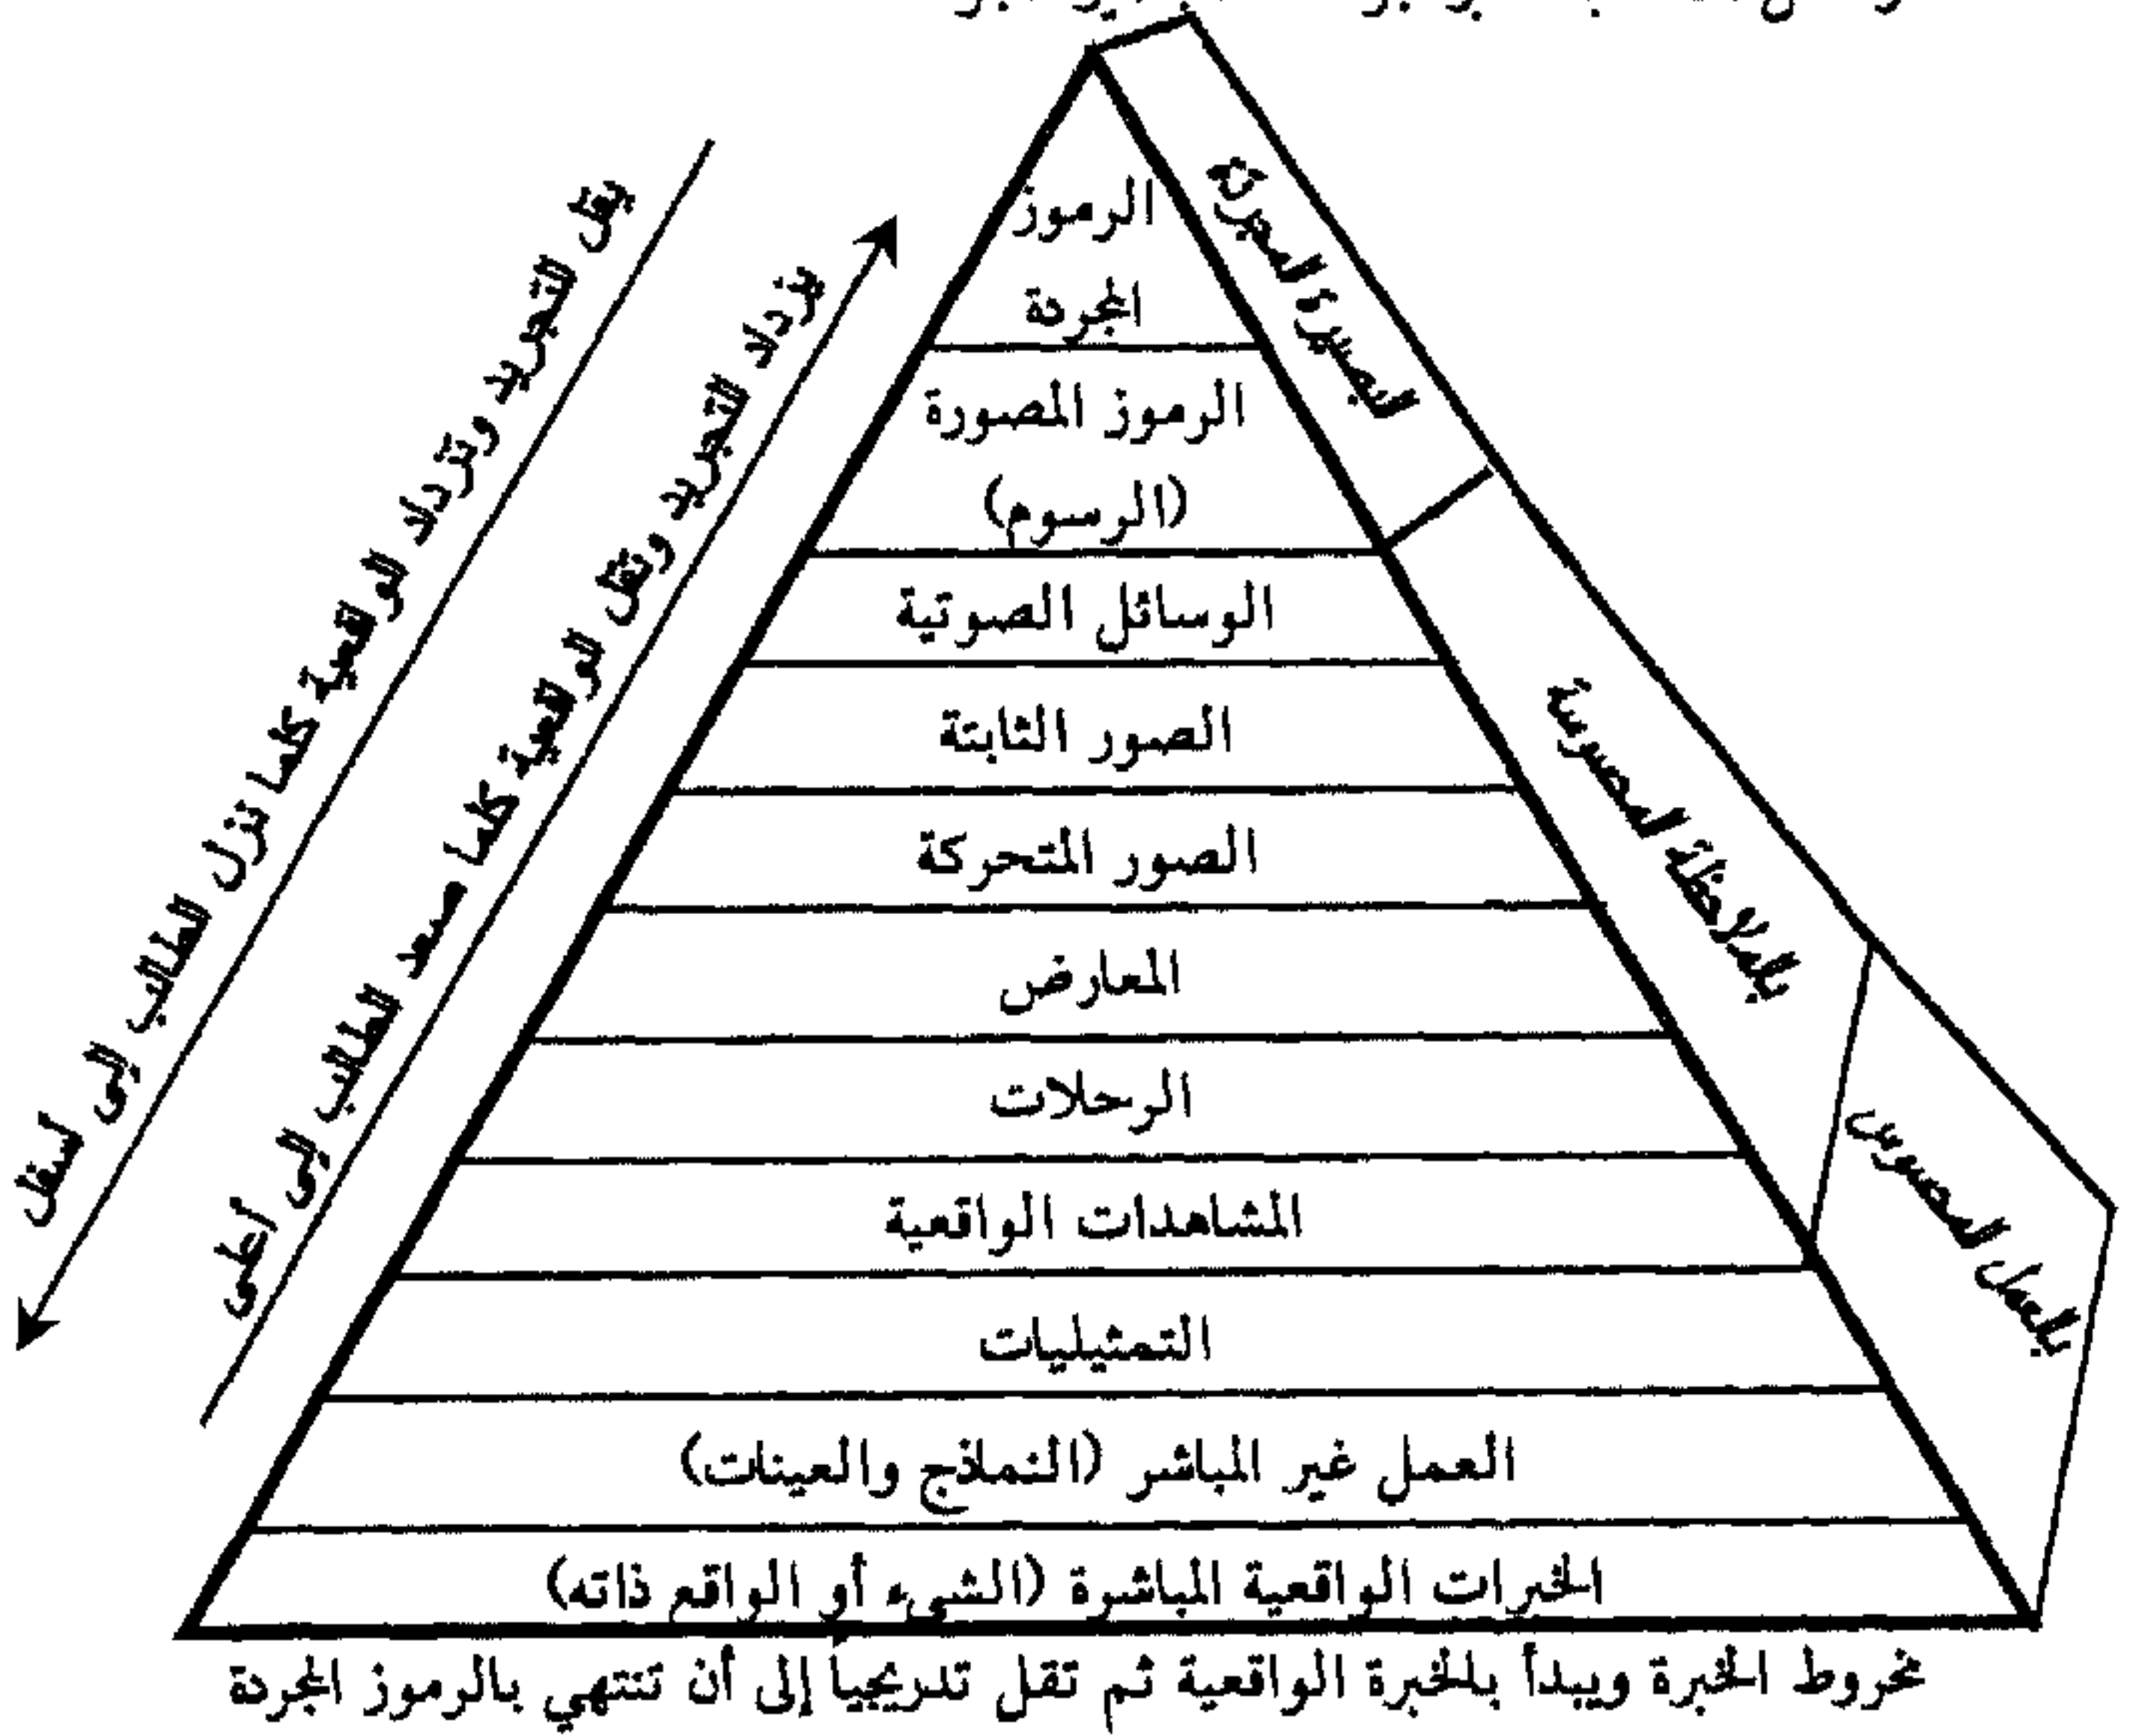 الرموز
المجردة
الرموز المصورة
(الرسوم)
الوسائل الصوتية
الصور الثابتة
الصور المتحركة
المعارض
الرحلات
المشاهدات الواقعية
التمثيليات
العمل غير المباشر (النماذج والعينات)
الخبرات الواقعية المباشرة (الشيء أو الواقع ذاته)
البصيرة المجردة
بالملاحظة المحسوسة
بالعمل المحسوس
يقل التجريد وتزداد الواقعية كلما نزل الطالب إلى أسفل
يزداد التجريد وتقل الواقعية كلما صعد الطالب إلى أعلى
مخروط الخبرة ويبدأ بالخبرة الواقعية ثم تقل تدريجياً إلى أن تنتهي بالرموز المجردة